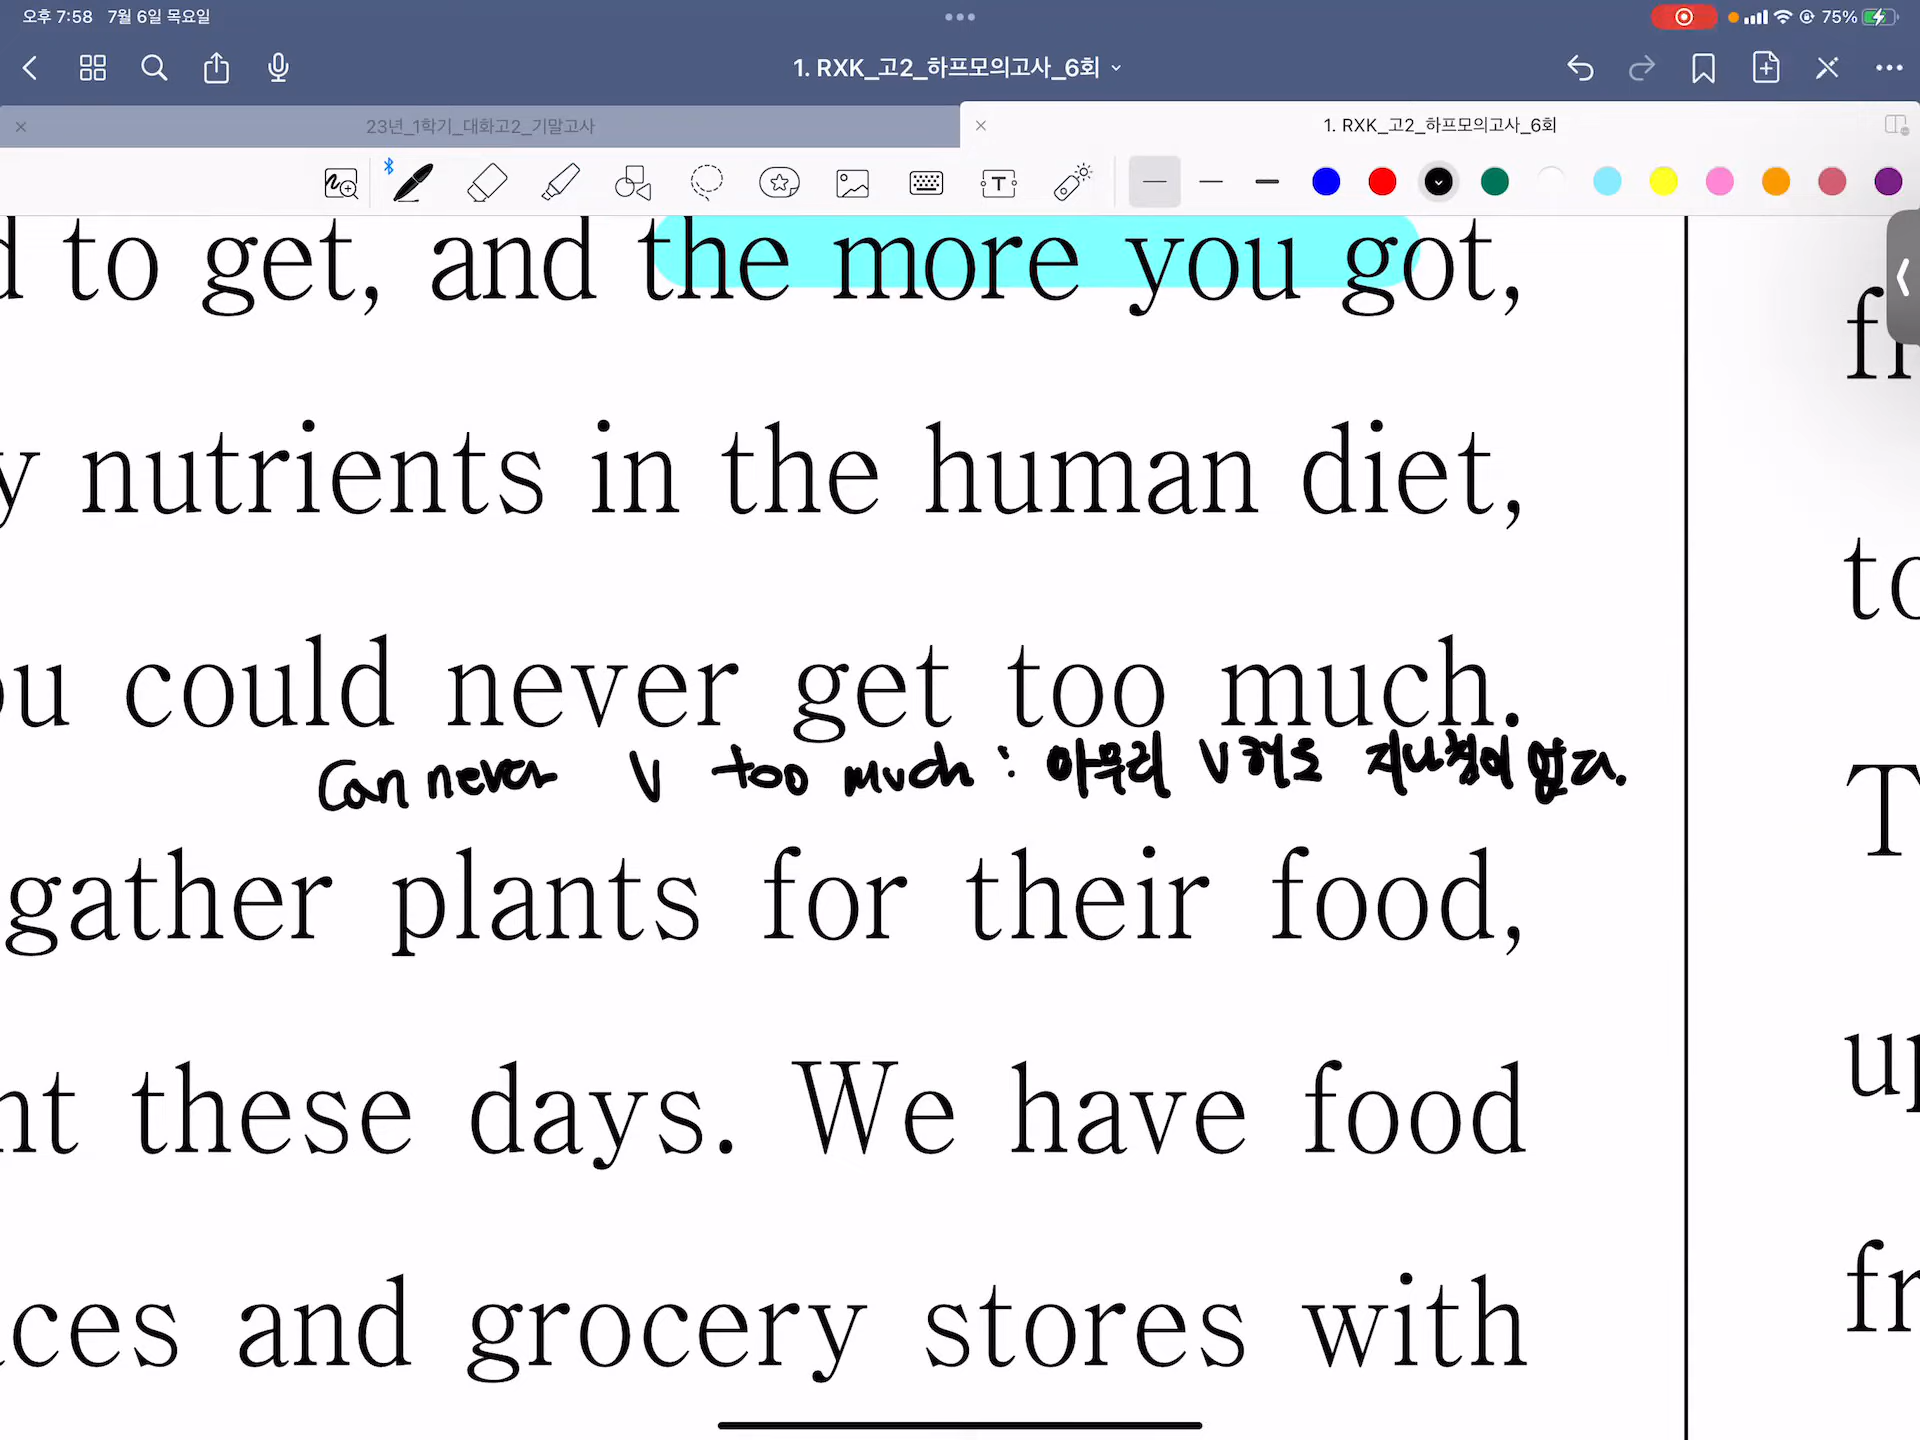 오후 7:58 7월 6일 목요일
75%
1. RXK_고2_하프모의고사_6회
23년_1학기_대화고2_기말고사
1. RXK_고2_하프모의고사_6회
d to get, and the more you got,
y nutrients in the human diet,
ou could never get too much.
Can never V too much : 아무리 V해도 지나침이 없다.
gather plants for their food,
nt these days. We have food
ces and grocery stores with
fr
to
T
up
fr